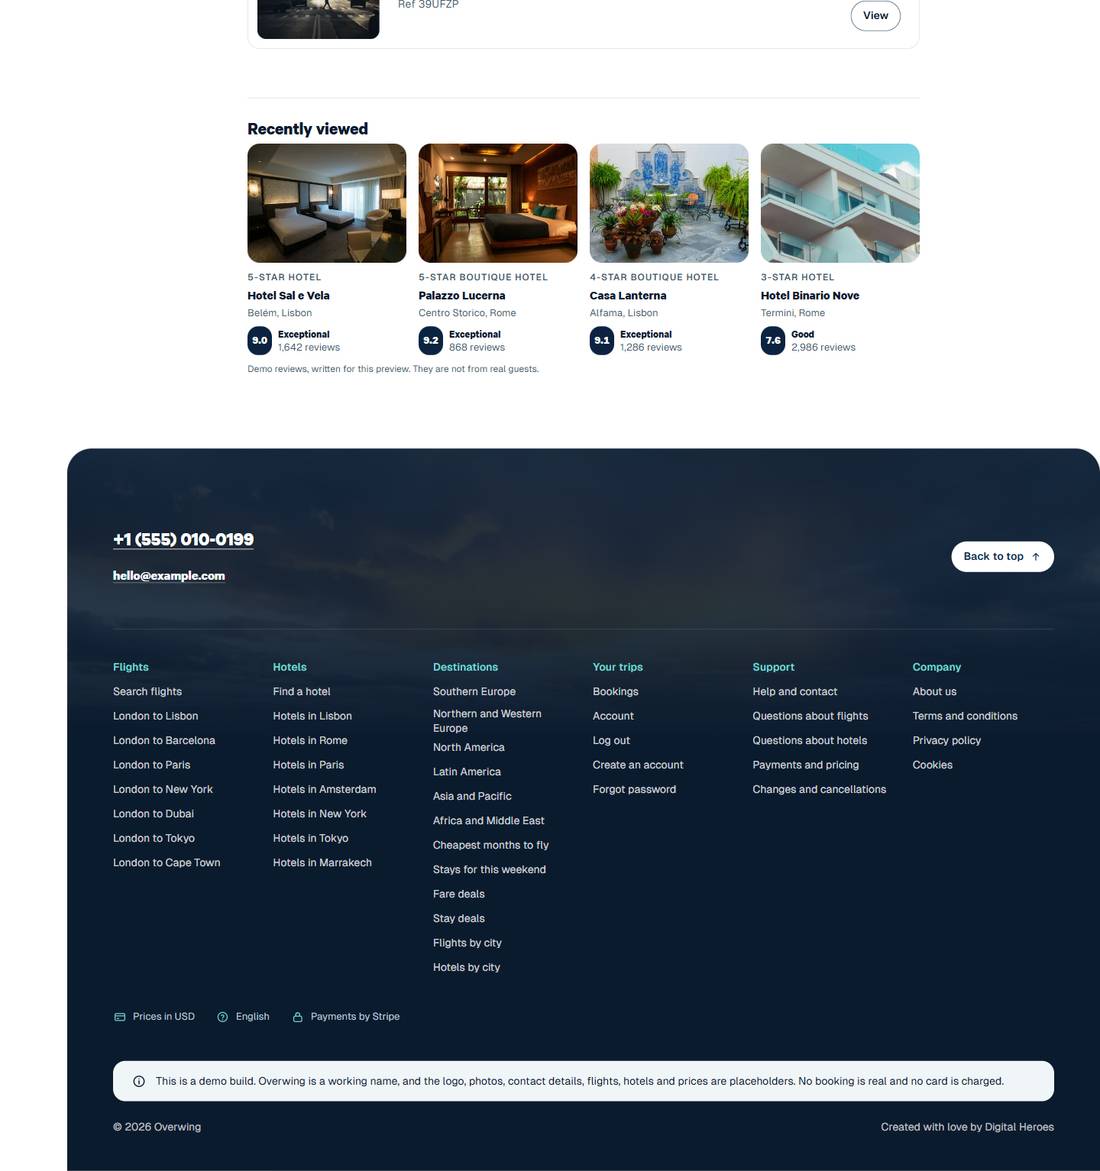 Ref 39UFZP
View
Recently viewed
5-STAR HOTEL
Hotel Sal e Vela
Belém, Lisbon
9.0
Exceptional
1,642 reviews
5-STAR BOUTIQUE HOTEL
Palazzo Lucerna
Centro Storico, Rome
9.2
Exceptional
868 reviews
4-STAR BOUTIQUE HOTEL
Casa Lanterna
Alfama, Lisbon
9.1
Exceptional
1,286 reviews
3-STAR HOTEL
Hotel Binario Nove
Termini, Rome
7.6
Good
2,986 reviews
Demo reviews, written for this preview. They are not from real guests.
+1 (555) 010-0199
hello@example.com
Back to top ↑
Flights
Search flights
London to Lisbon
London to Barcelona
London to Paris
London to New York
London to Dubai
London to Tokyo
London to Cape Town
Hotels
Find a hotel
Hotels in Lisbon
Hotels in Rome
Hotels in Paris
Hotels in Amsterdam
Hotels in New York
Hotels in Tokyo
Hotels in Marrakech
Destinations
Southern Europe
Northern and Western
Europe
North America
Latin America
Asia and Pacific
Africa and Middle East
Cheapest months to fly
Stays for this weekend
Fare deals
Stay deals
Flights by city
Hotels by city
Your trips
Bookings
Account
Log out
Create an account
Forgot password
Support
Help and contact
Questions about flights
Questions about hotels
Payments and pricing
Changes and cancellations
Company
About us
Terms and conditions
Privacy policy
Cookies
Prices in USD
English
Payments by Stripe
This is a demo build. Overwing is a working name, and the logo, photos, contact details, flights, hotels and prices are placeholders. No booking is real and no card is charged.
© 2026 Overwing
Created with love by Digital Heroes